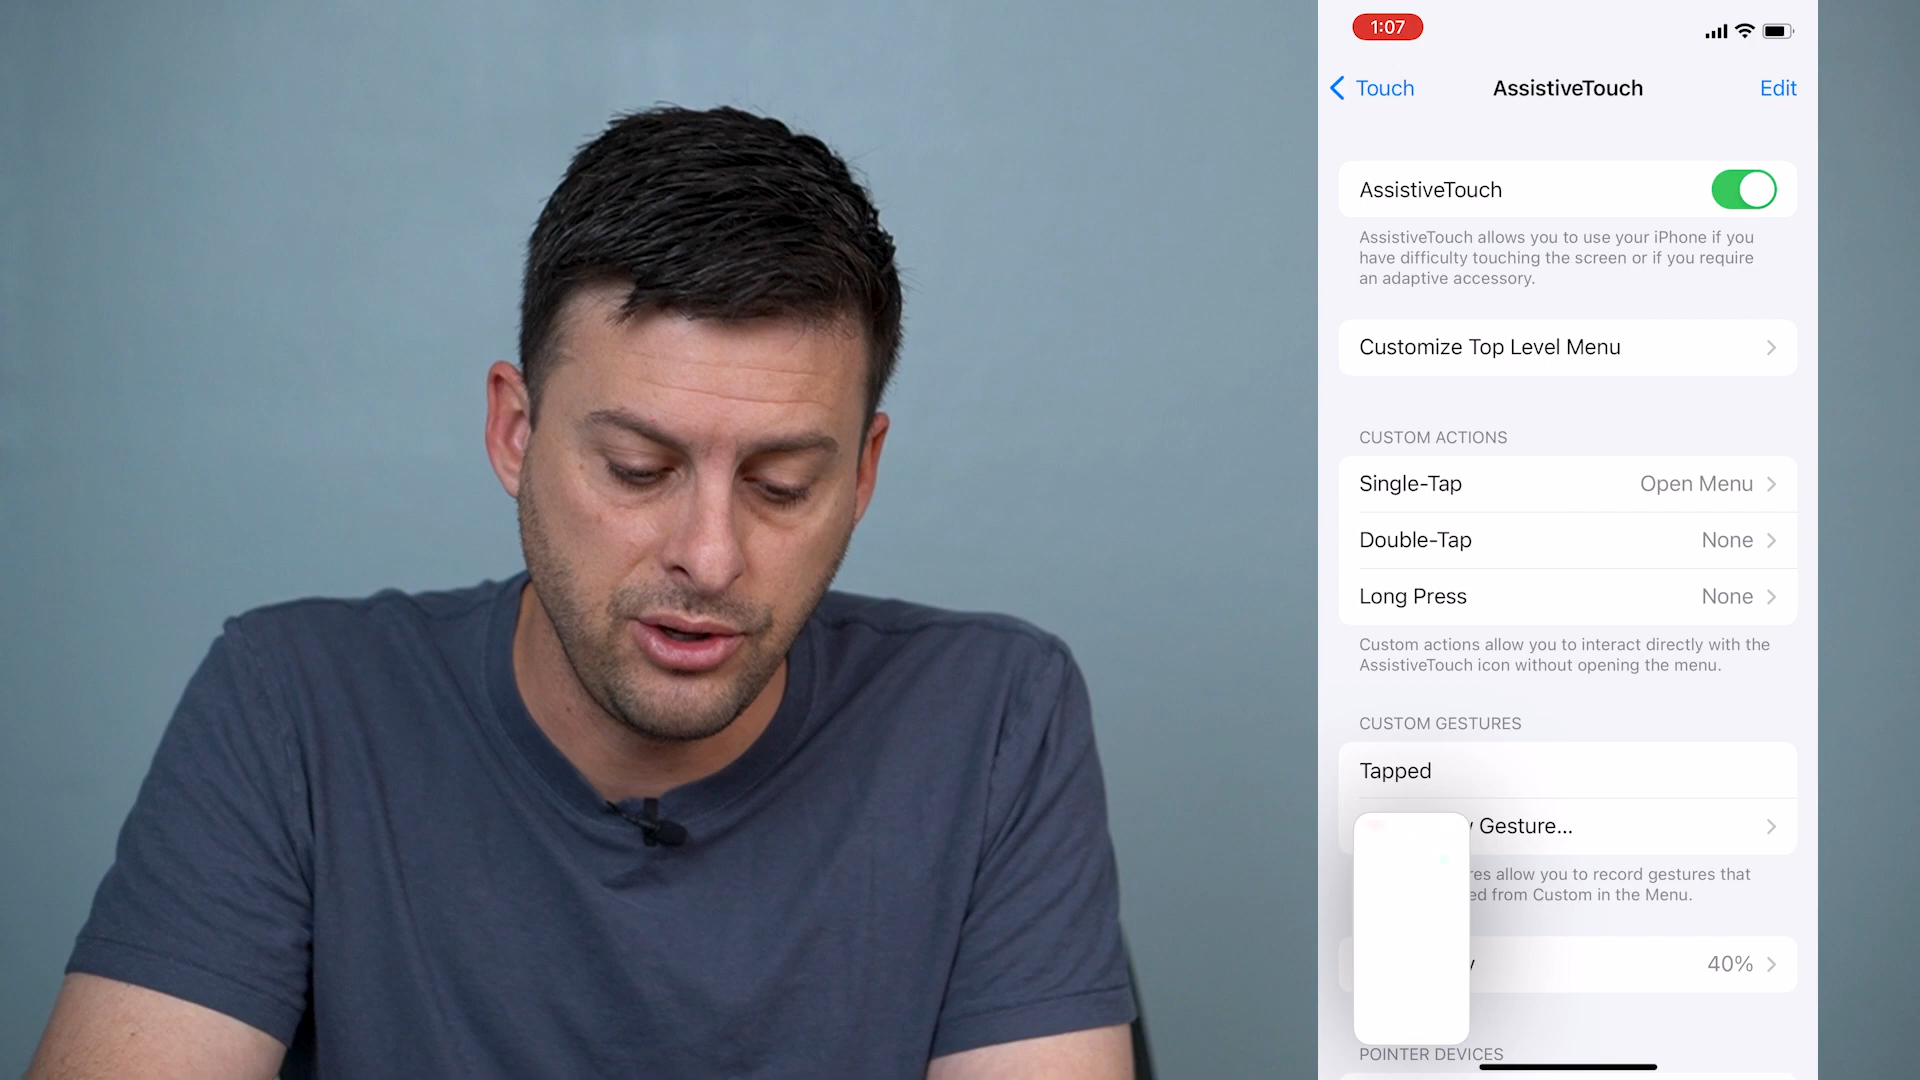 1:07
Touch
AssistiveTouch
Edit
AssistiveTouch
AssistiveTouch allows you to use your iPhone if you
have difficulty touching the screen or if you require
an adaptive accessory.
Customize Top Level Menu
CUSTOM ACTIONS
Single-Tap Open Menu
Double-Tap None
Long Press None
Custom actions allow you to interact directly with the
AssistiveTouch icon without opening the menu.
CUSTOM GESTURES
Tapped
Gesture...
allow you to record gestures that
from Custom in the Menu.
40%
POINTER DEVICES